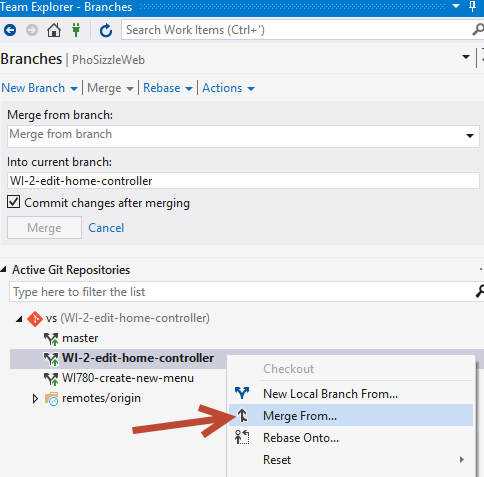 Team Explorer - Branches
Search Work Items (Ctrl+')
Branches | PhoSizzleWeb
New Branch Merge Rebase Actions
Merge from branch:
Merge from branch
Into current branch:
WI-2-edit-home-controller
Commit changes after merging
Merge Cancel
Active Git Repositories
Type here to filter the list
vs (WI-2-edit-home-controller)
master
WI-2-edit-home-controller
WI780-create-new-menu
remotes/origin
Checkout
New Local Branch From...
Merge From...
Rebase Onto...
Reset